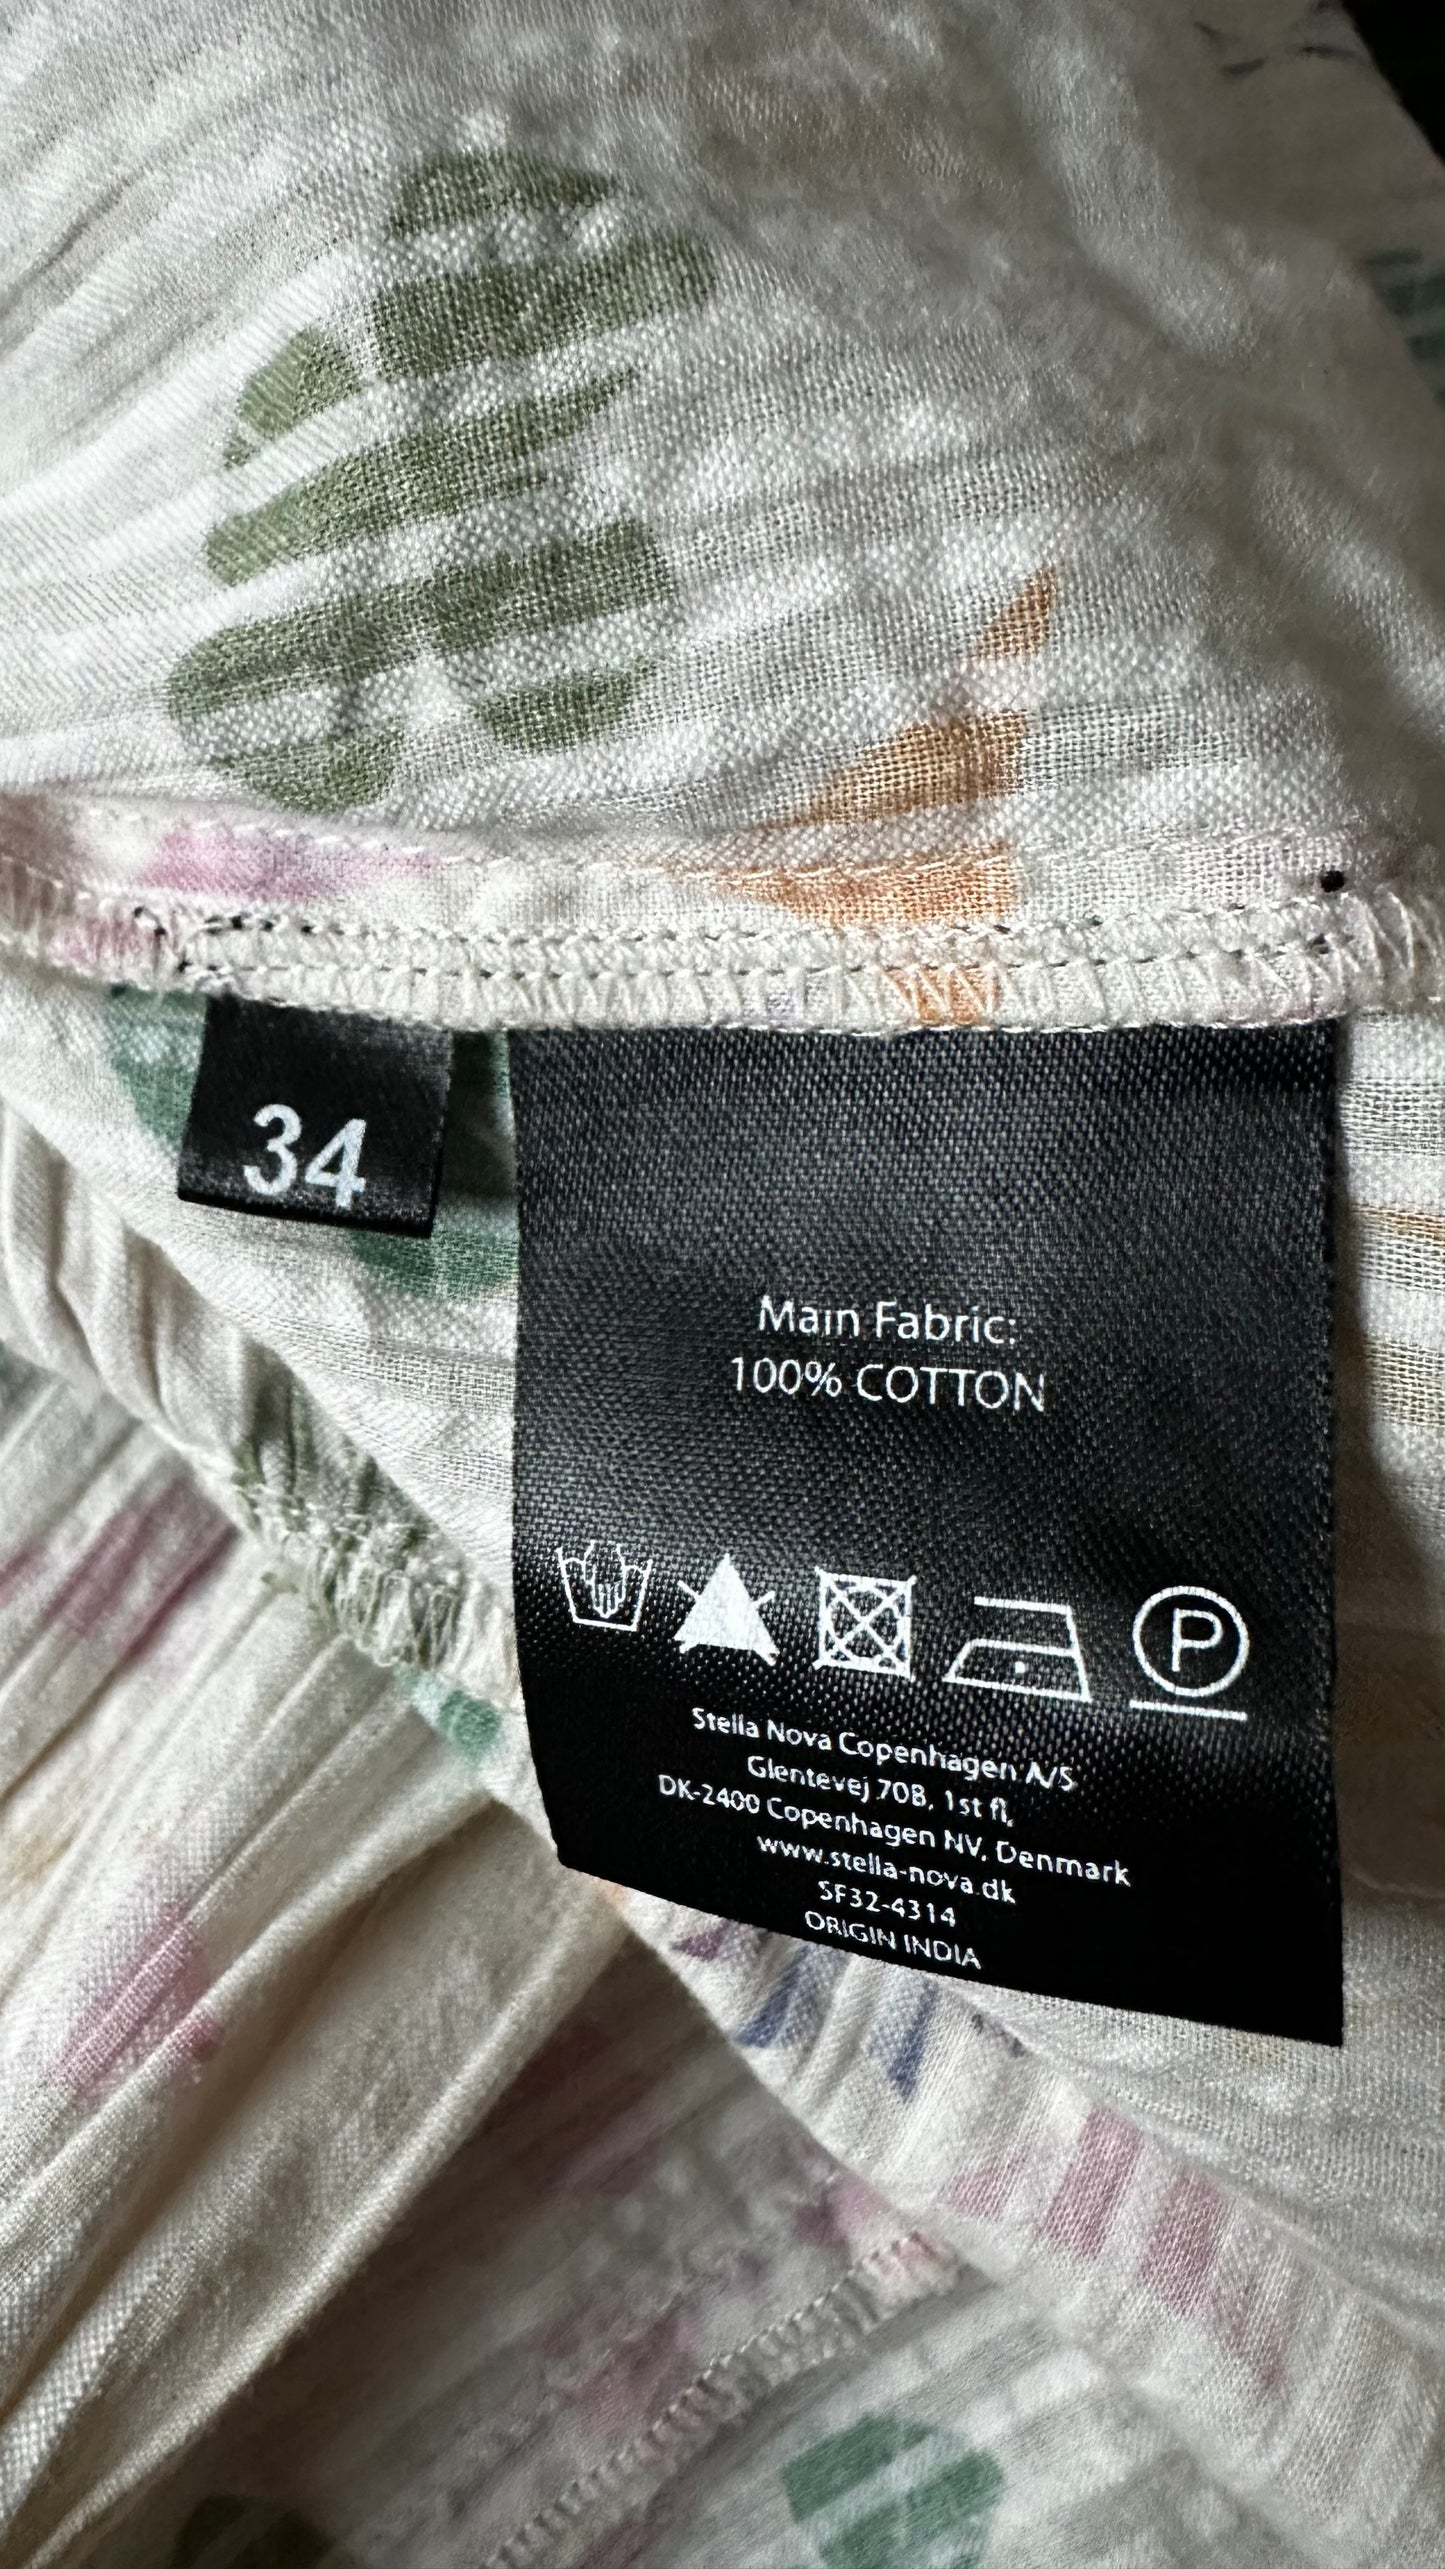 34
Main Fabric:
100% COTTON
P
Stella Nova Copenhagen A/S
Glentevej 70B, 1st fl,
DK-2400 Copenhagen NV, Denmark
www.stella-nova.dk
SF32-4314
ORIGIN INDIA